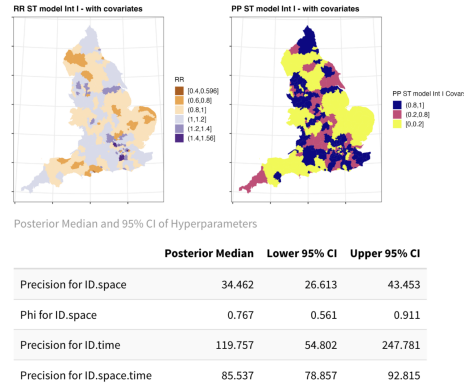 RR ST model Int I - with covariates
PP ST model Int I - with covariates
RR
[0.4,0.596]
(0.6,0.8]
(0.8,1]
(1,1.2]
(1.2,1.4]
(1.4,1.56]
PP ST model Int I Covar
(0.8,1]
(0.2,0.8]
[0,0.2]
Posterior Median and 95% CI of Hyperparameters
Posterior Median Lower 95% CI Upper 95% CI
Precision for ID.space 34.462 26.613 43.453
Phi for ID.space 0.767 0.561 0.911
Precision for ID.time 119.757 54.802 247.781
Precision for ID.space.time 85.537 78.857 92.815